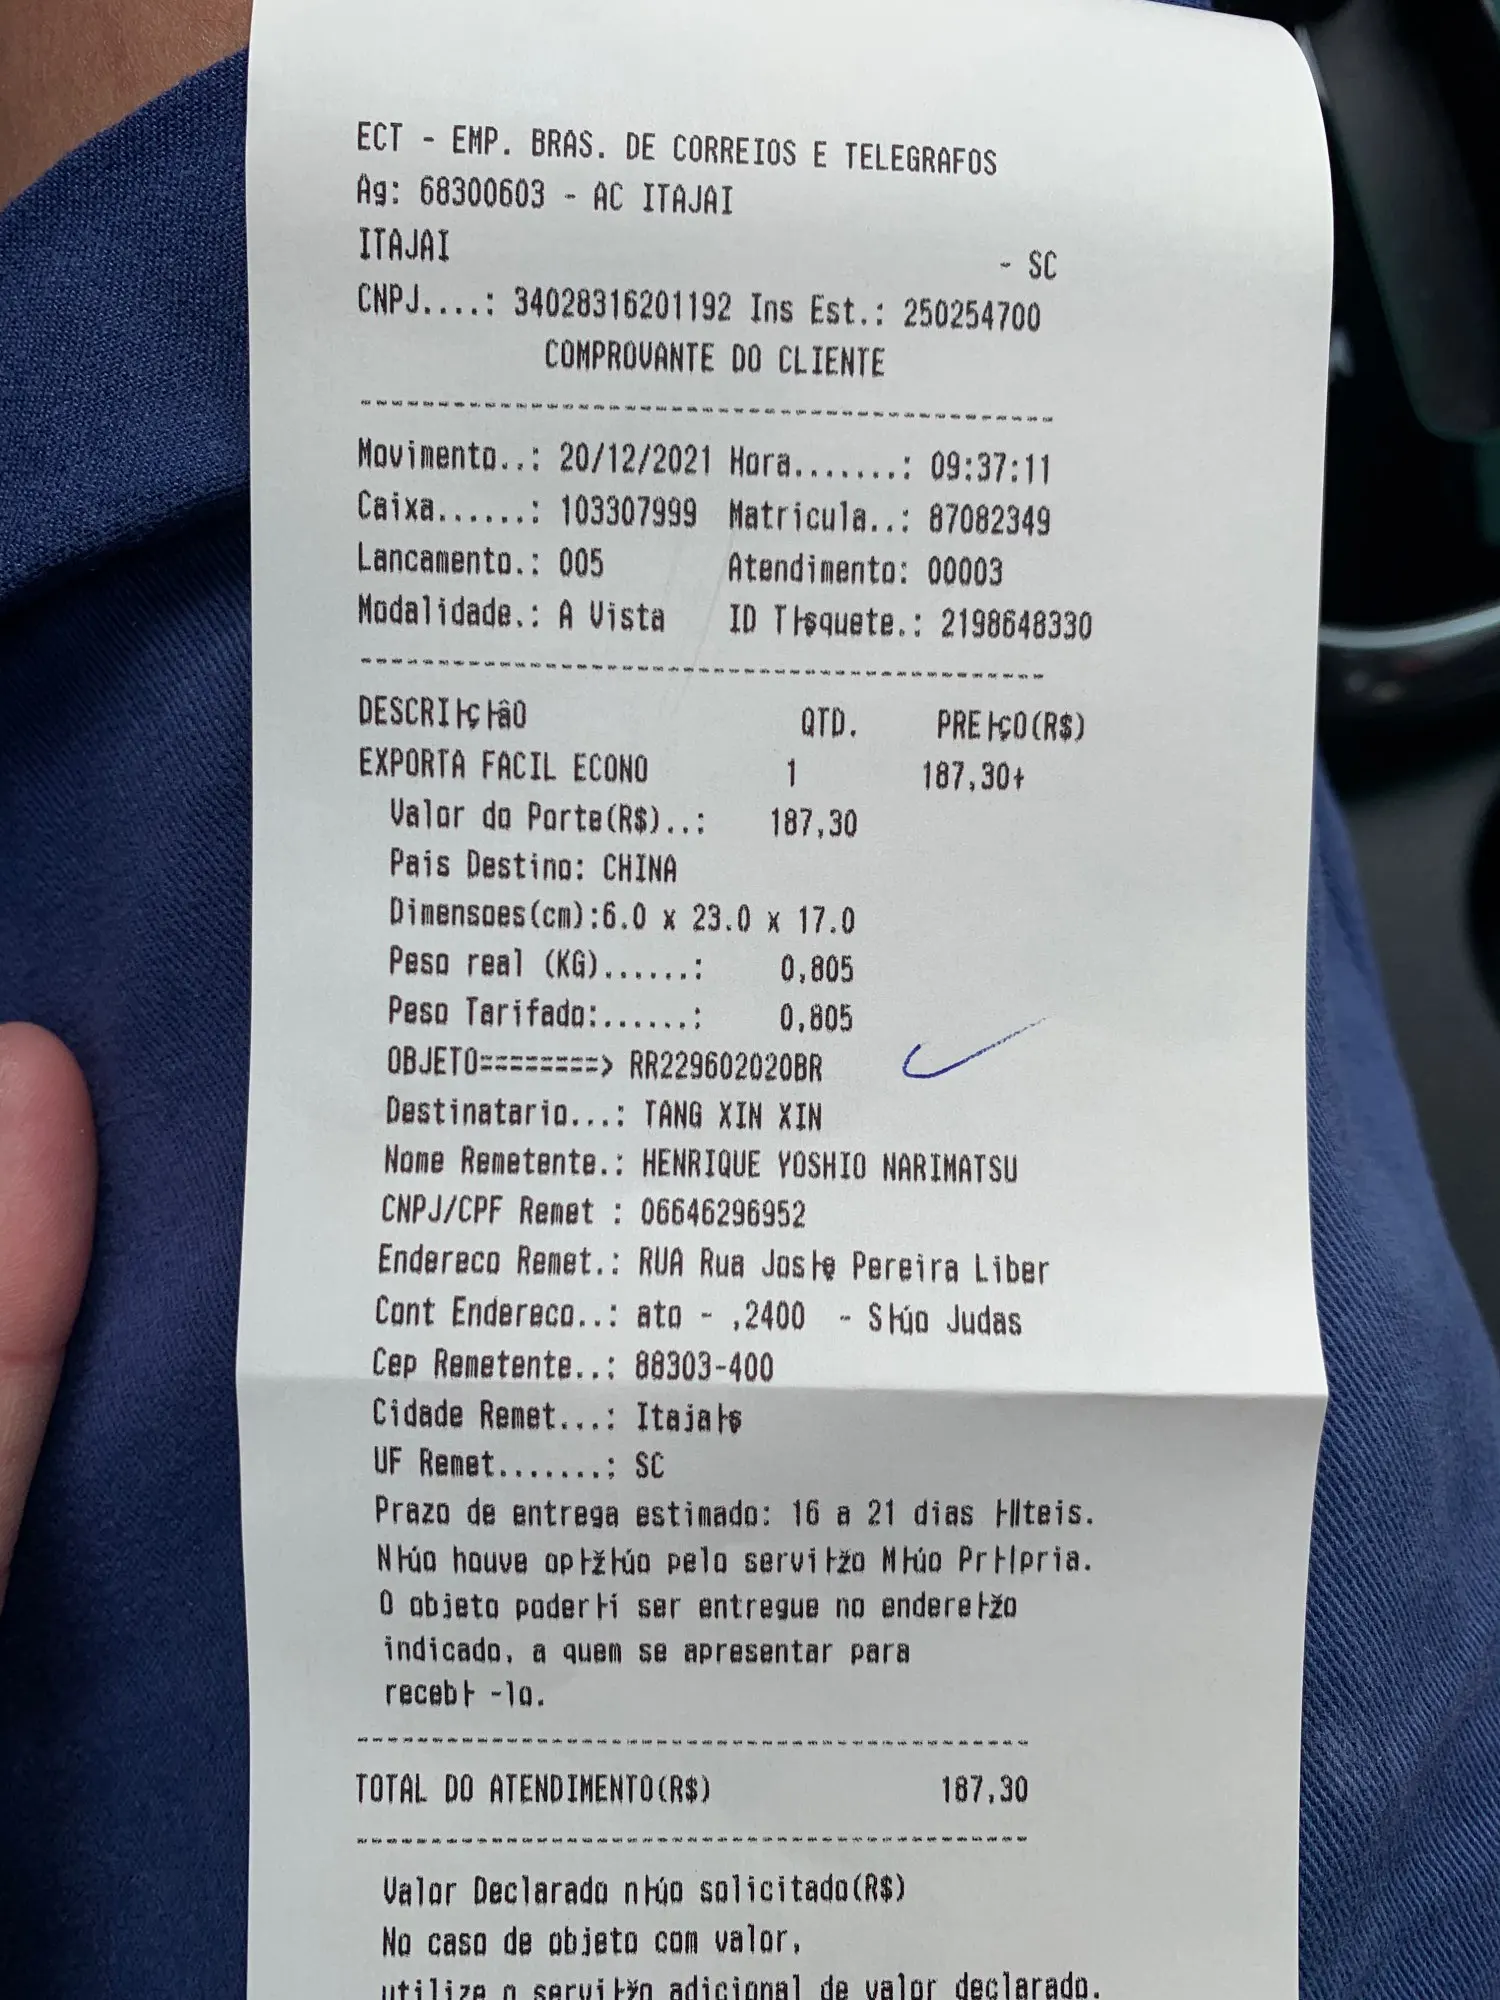 ECT - EMP. BRAS. DE CORREIOS E TELEGRAFOS
Ag: 68300603 - AC ITAJAI
ITAJAI - SC
CNPJ....: 34028316201192 Ins Est.: 250254700
COMPROVANTE DO CLIENTE
Movimento..: 20/12/2021 Hora.......: 09:37:11
Caixa......: 103307999 Matricula..: 87082349
Lancamento.: 005 Atendimento: 00003
Modalidade.: A Vista ID T├squete.: 2198648330
DESCRI├ç├âO QTD. PRE├çO(R$)
EXPORTA FACIL ECONO 1 187,30+
Valor do Porte(R$)..: 187,30
Pais Destino: CHINA
Dimensoes(cm):6.0 x 23.0 x 17.0
Peso real (KG)......: 0,805
Peso Tarifado:......: 0,805
OBJETO========> RR229602020BR
Destinatario...: TANG XIN XIN
Nome Remetente.: HENRIQUE YOSHIO NARIMATSU
CNPJ/CPF Remet : 06646296952
Endereco Remet.: RUA Rua Jos├ę Pereira Liber
Cont Endereco..: ato - ,2400 - S├úo Judas
Cep Remetente..: 88303-400
Cidade Remet...: Itaja├ş
UF Remet.......: SC
Prazo de entrega estimado: 16 a 21 dias ├║teis.
N├úo houve op├ž├úo pelo servi├žo M├úo Pr├│pria.
O objeto poder├í ser entregue no endere├žo
indicado, a quem se apresentar para
receb├ -lo.
TOTAL DO ATENDIMENTO(R$) 187,30
Valor Declarado n├úo solicitado(R$)
No caso de objeto com valor,
utilize o servi├žo adicional de valor declarado.